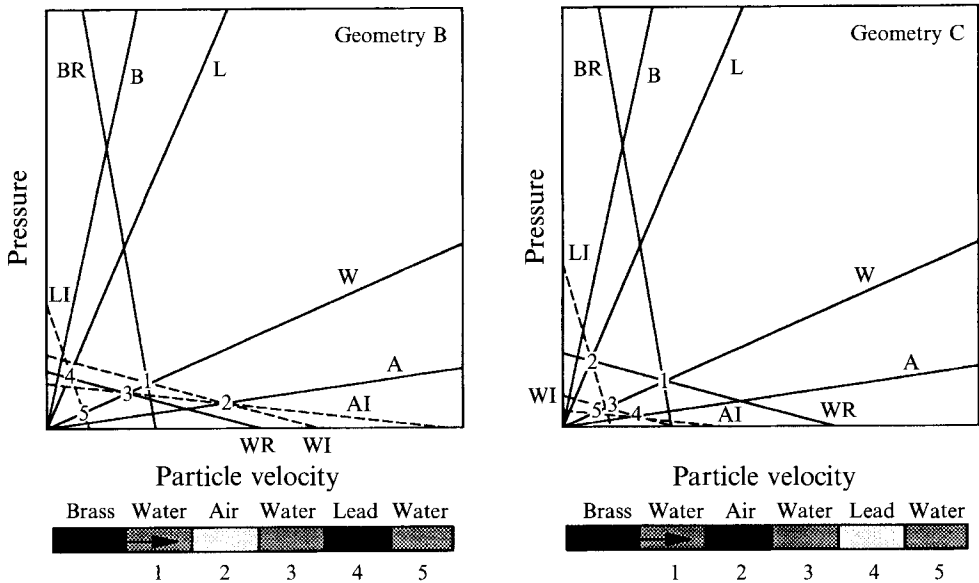 Geometry B
BR
B
L
W
A
AI
LI
1
2
3
4
5
WR
WI
Pressure
Particle velocity
Brass Water Air Water Lead Water
1 2 3 4 5
Geometry C
BR
B
L
W
A
LI
WI
1
2
3
4
5
AI
WR
Pressure
Particle velocity
Brass Water Air Water Lead Water
1 2 3 4 5